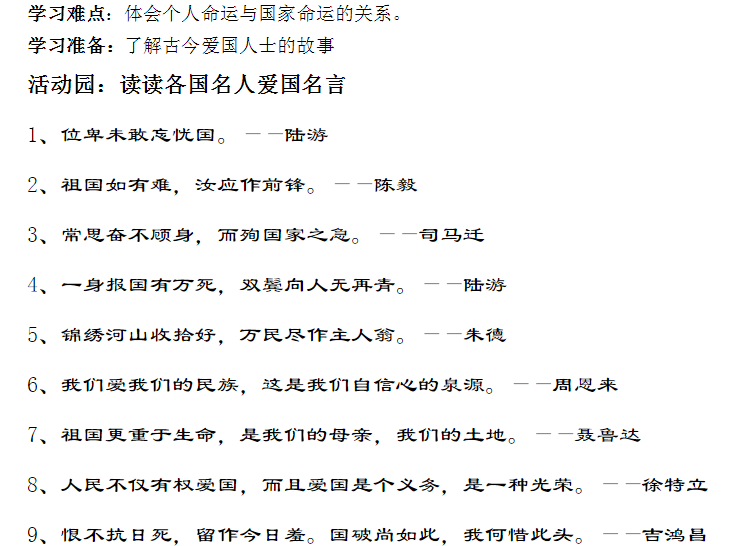 学习难点：体会个人命运与国家命运的关系。
学习准备：了解古今爱国人士的故事
活动园：读读各国名人爱国名言
1、位卑未敢忘忧国。 ――陆游
2、祖国如有难，汝应作前锋。 ――陈毅
3、常思奋不顾身，而殉国家之急。 ――司马迁
4、一身报国有万死，双鬓向人无再青。 ――陆游
5、锦绣河山收拾好，万民尽作主人翁。 ――朱德
6、我们爱我们的民族，这是我们自信心的泉源。 ――周恩来
7、祖国更重于生命，是我们的母亲，我们的土地。 ――聂鲁达
8、人民不仅有权爱国，而且爱国是个义务，是一种光荣。 ――徐特立
9、恨不抗日死，留作今日羞。国破尚如此，我何惜此头。 ――吉鸿昌